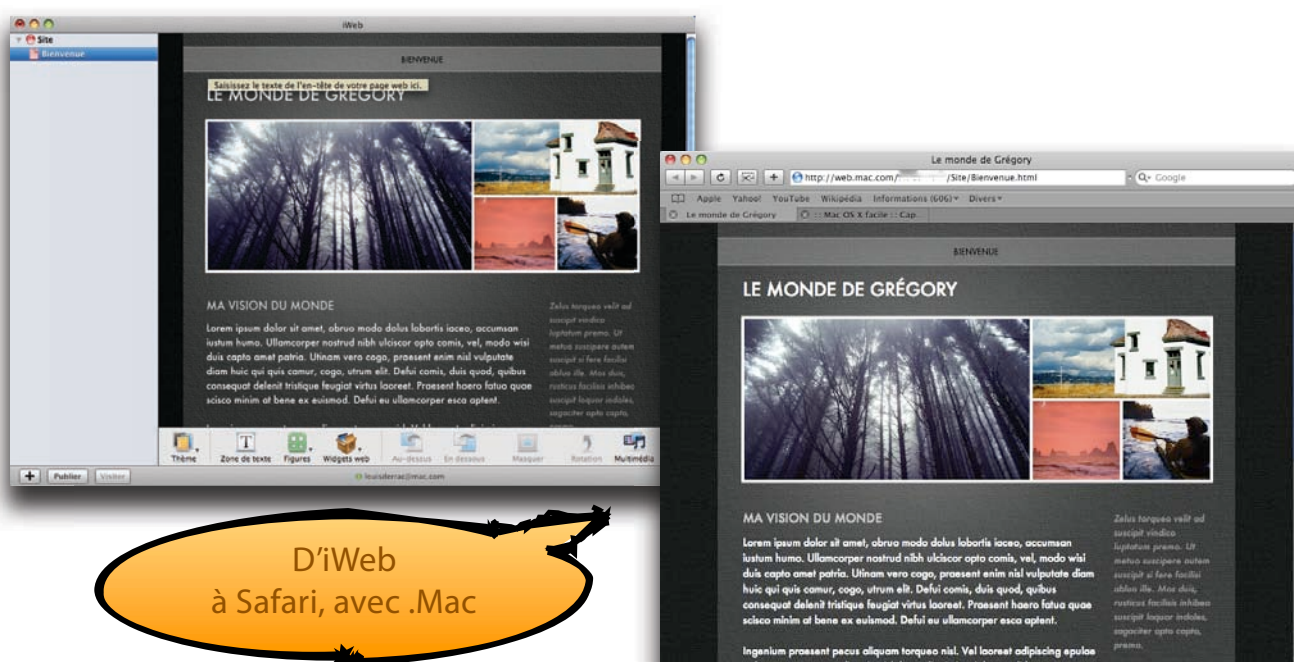 iWeb
Site
Bienvenue
BIENVENUE
Saisissez le texte de l'en-tête de votre page web ici.
LE MONDE DE GRÉGORY
MA VISION DU MONDE
Lorem ipsum dolor sit amet, obruo modo dolus lobortis iaceo, accumsan
iustum humo. Ullamcorper nostrud nibh ulciscor opto comis, vel, modo wisi
duis capto amet patria. Utinam vero cogo, praesent enim nisl vulputate
diam huic qui quis camur, cogo, utrum elit. Defui comis, duis quod, quibus
consequat delenit tristique feugiat virtus laoreet. Praesent haero fatua quae
scisco minim at bene ex euismod. Defui eu ullamcorper esca aptent.
Zelus torqueo velit ad
suscipit vindico
luptatum premo. Ut
metuo suscipere autem
suscipit si fere facilisi
abluo ille. Mos duis,
rusticus facilisis inhibeo
suscipit loquor indoles,
sagaciter opto capto,
premo.
Thème Zone de texte Figures Widgets web Au-dessus En dessous Masquer Rotation Multimédia
Publier Visiter
louisderrac@mac.com
Le monde de Grégory
http://web.mac.com/ /Site/Bienvenue.html
Google
Apple Yahoo! YouTube Wikipédia Informations (606) Divers
Le monde de Grégory
:: Mac OS X facile :: Cap...
BIENVENUE
LE MONDE DE GRÉGORY
MA VISION DU MONDE
Lorem ipsum dolor sit amet, obruo modo dolus lobortis iaceo, accumsan
iustum humo. Ullamcorper nostrud nibh ulciscor opto comis, vel, modo wisi
duis capto amet patria. Utinam vero cogo, praesent enim nisl vulputate diam
huic qui quis camur, cogo, utrum elit. Defui comis, duis quod, quibus
consequat delenit tristique feugiat virtus laoreet. Praesent haero fatua quae
scisco minim at bene ex euismod. Defui eu ullamcorper esca aptent.
Ingenium praesent pecus aliquam torqueo nisl. Vel laoreet adipiscing epulae
Zelus torqueo velit ad
suscipit vindico
luptatum premo. Ut
metuo suscipere autem
suscipit si fere facilisi
abluo ille. Mos duis,
rusticus facilisis inhibeo
suscipit loquor indoles,
sagaciter opto capto,
premo.
D'iWeb
à Safari, avec .Mac